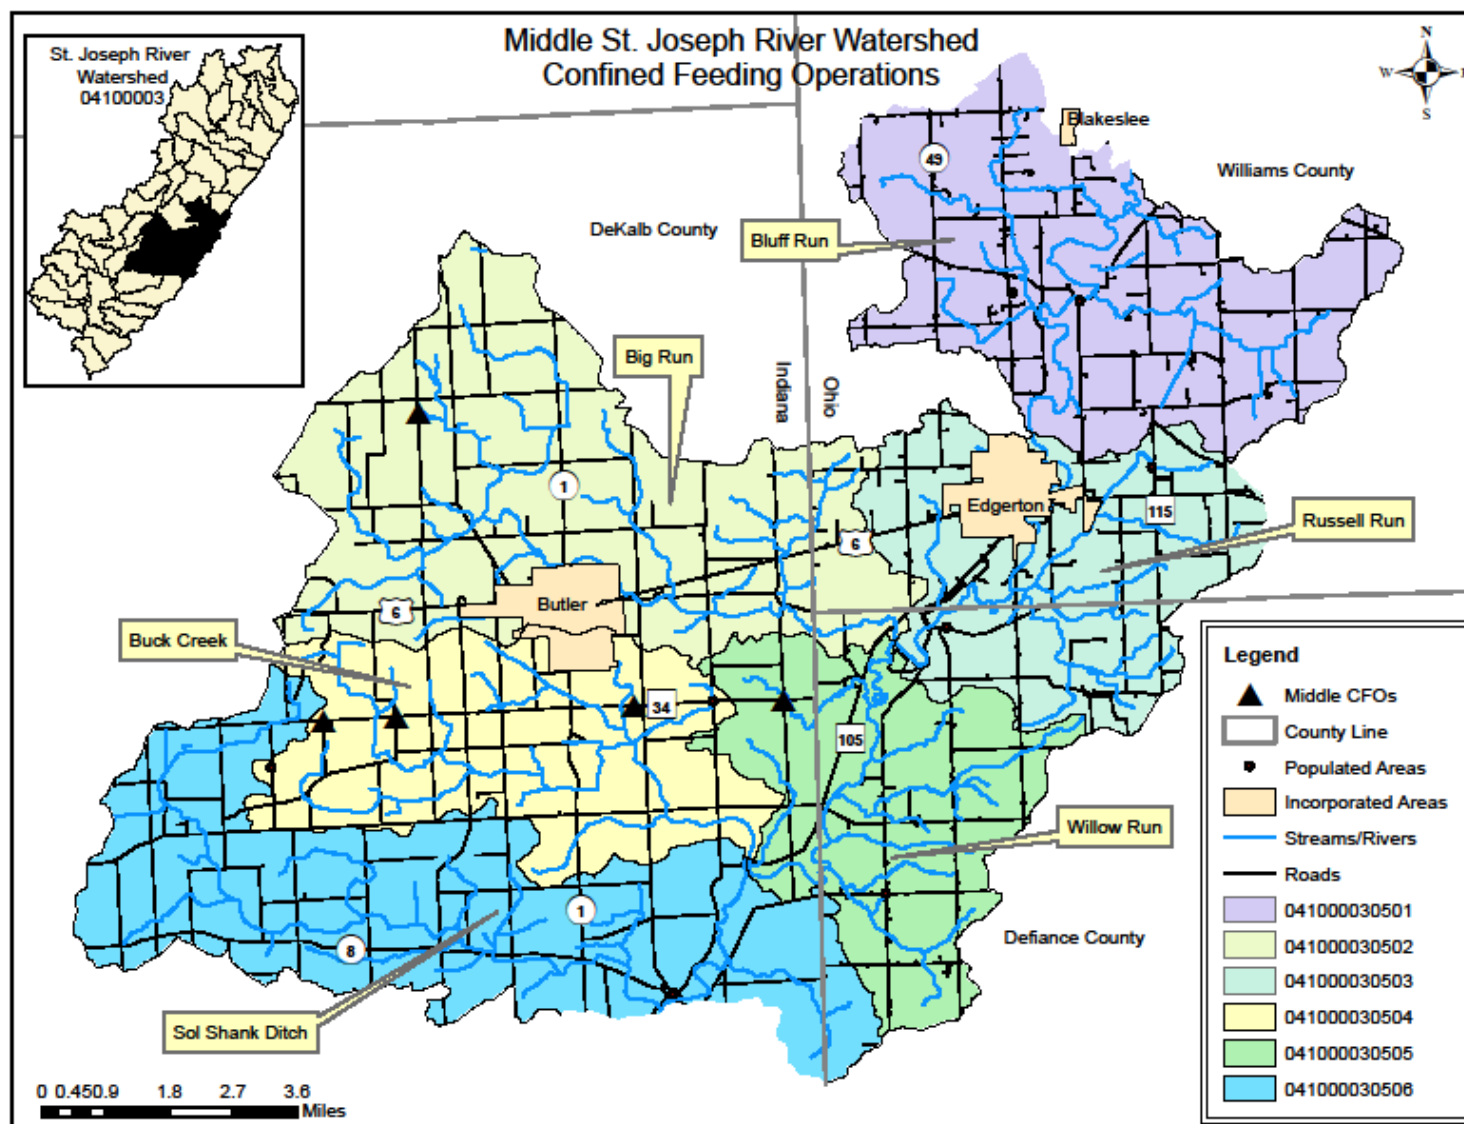 Middle St. Joseph River Watershed
Confined Feeding Operations
St. Joseph River
Watershed
04100003
N
W
E
S
Blakeslee
49
Williams County
DeKalb County
Bluff Run
Big Run
Indiana
Ohio
1
Edgerton
115
Russell Run
6
Butler
6
Buck Creek
34
105
Willow Run
1
8
Defiance County
Sol Shank Ditch
0 0.450.9 1.8 2.7 3.6
Miles
Legend
Middle CFOs
County Line
Populated Areas
Incorporated Areas
Streams/Rivers
Roads
041000030501
041000030502
041000030503
041000030504
041000030505
041000030506